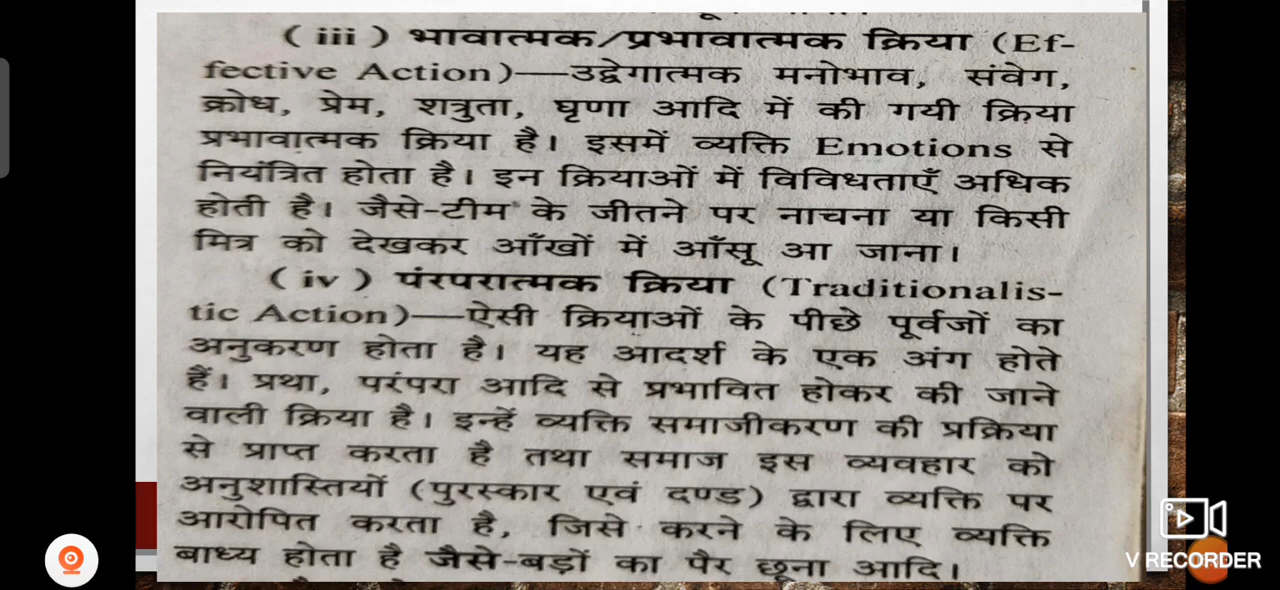 ( iii ) भावात्मक/प्रभावात्मक क्रिया (Ef-
fective Action)—उद्वेगात्मक मनोभाव, संवेग,
क्रोध, प्रेम, शत्रुता, घृणा आदि में की गयी क्रिया
प्रभावात्मक क्रिया है। इसमें व्यक्ति Emotions से
नियंत्रित होता है। इन क्रियाओं में विविधताएँ अधिक
होती है। जैसे-टीम के जीतने पर नाचना या किसी
मित्र को देखकर आँखों में आँसू आ जाना।
( iv ) पंरपरात्मक क्रिया (Traditionalis-
tic Action)—ऐसी क्रियाओं के पीछे पूर्वजों का
अनुकरण होता है। यह आदर्श के एक अंग होते
हैं। प्रथा, परंपरा आदि से प्रभावित होकर की जाने
वाली क्रिया है। इन्हें व्यक्ति समाजीकरण की प्रक्रिया
से प्राप्त करता है तथा समाज इस व्यवहार को
अनुशास्तियों (पुरस्कार एवं दण्ड) द्वारा व्यक्ति पर
आरोपित करता है, जिसे करने के लिए व्यक्ति
बाध्य होता है जैसे-बड़ों का पैर छूना आदि।
V RECORDER